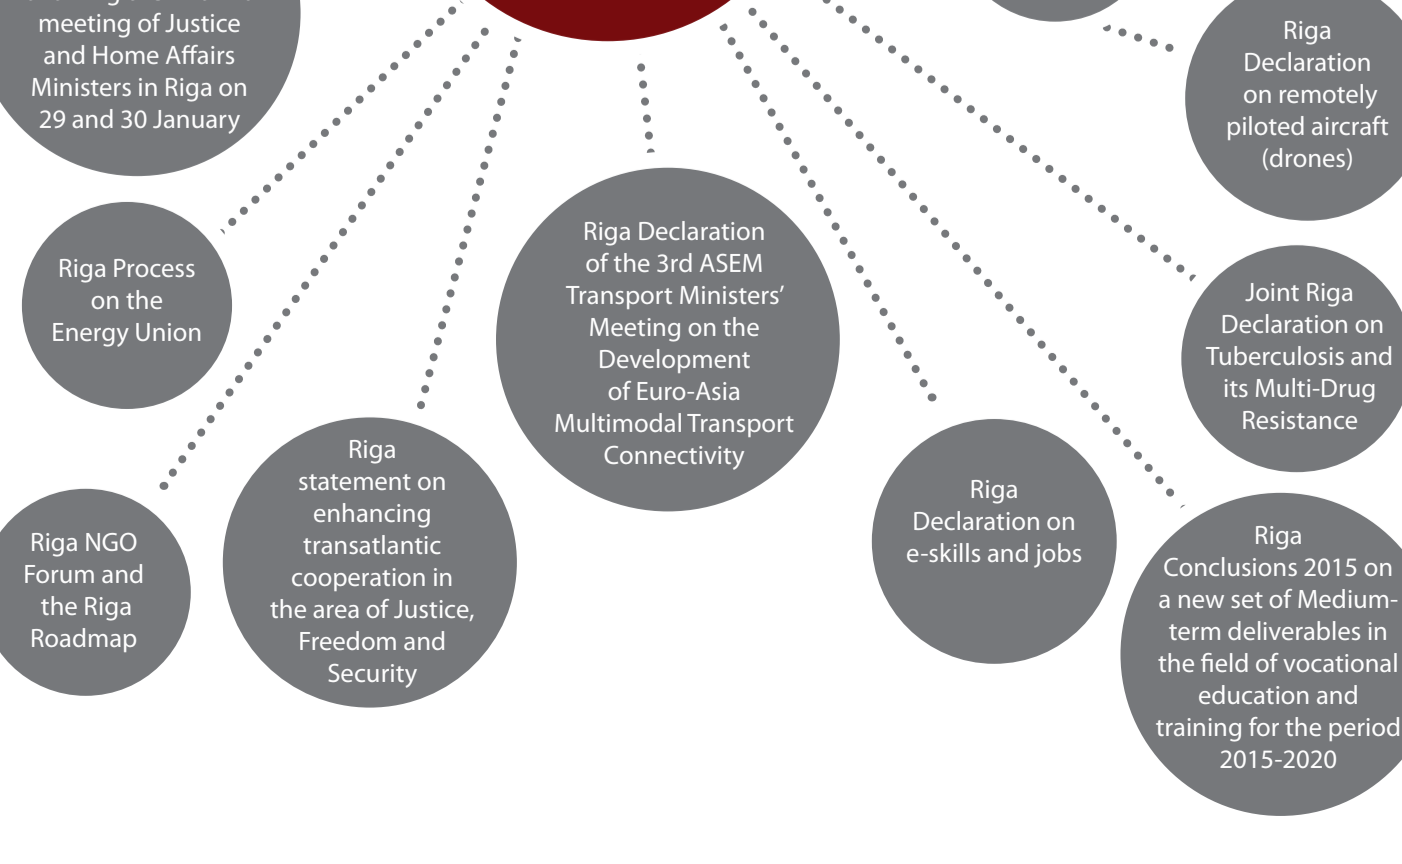 meeting of Justice
and Home Affairs
Ministers in Riga on
29 and 30 January
Riga
Declaration
on remotely
piloted aircraft
(drones)
Riga Process
on the
Energy Union
Riga Declaration
of the 3rd ASEM
Transport Ministers’
Meeting on the
Development
of Euro-Asia
Multimodal Transport
Connectivity
Joint Riga
Declaration on
Tuberculosis and
its Multi-Drug
Resistance
Riga NGO
Forum and
the Riga
Roadmap
Riga
statement on
enhancing
transatlantic
cooperation in
the area of Justice,
Freedom and
Security
Riga
Declaration on
e-skills and jobs
Riga
Conclusions 2015 on
a new set of Medium-
term deliverables in
the field of vocational
education and
training for the period
2015-2020